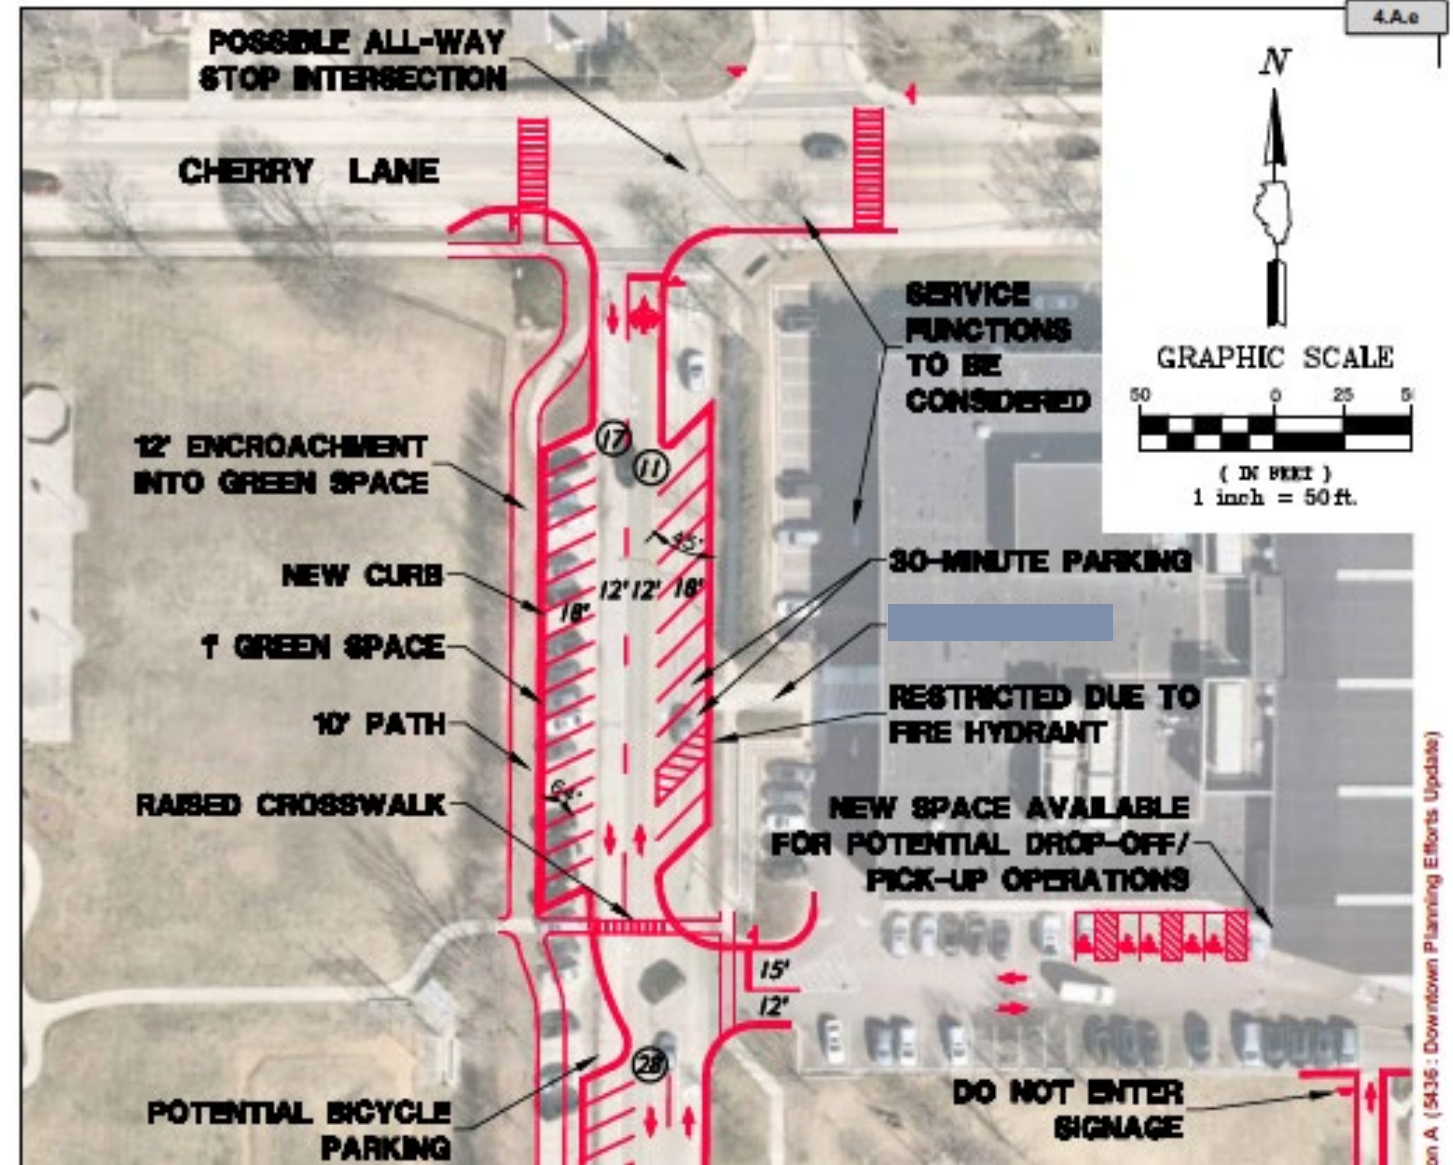 4.A.e
POSSIBLE ALL-WAY
STOP INTERSECTION
N
CHERRY LANE
SERVICE
FUNCTIONS
TO BE
CONSIDERED
GRAPHIC SCALE
50 0 25 5
( IN FEET )
1 inch = 50 ft.
12' ENCROACHMENT
INTO GREEN SPACE
17
11
45°
30-MINUTE PARKING
NEW CURB
18' 12' 12' 18'
1' GREEN SPACE
RESTRICTED DUE TO
FIRE HYDRANT
10' PATH
RAISED CROSSWALK
NEW SPACE AVAILABLE
FOR POTENTIAL DROP-OFF/
PICK-UP OPERATIONS
15'
12'
28
POTENTIAL BICYCLE
PARKING
DO NOT ENTER
SIGNAGE
on A (5436 : Downtown Planning Efforts Update)